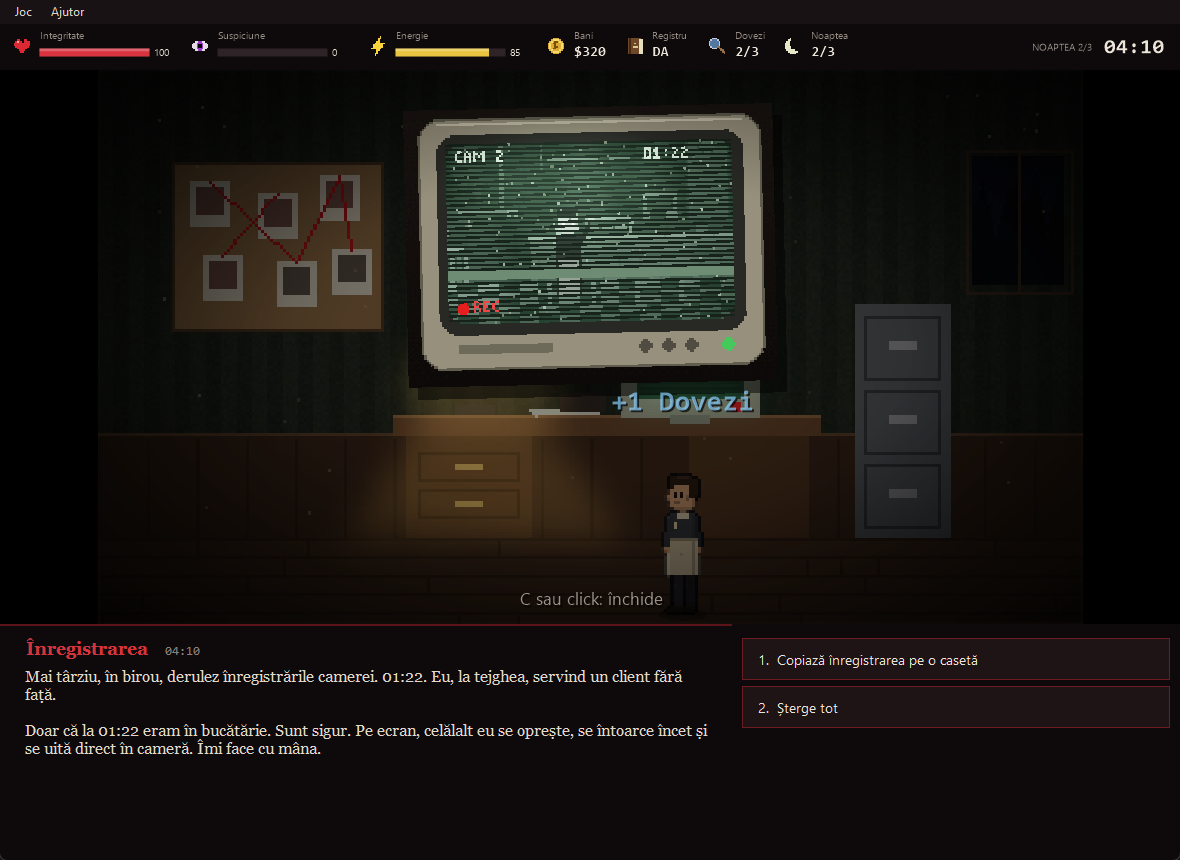 Joc Ajutor
Integritate 100
Suspiciune 0
Energie 85
Bani $320
Registru DA
Dovezi 2/3
Noaptea 2/3
NOAPTEA 2/3 04:10
CAM 2 01:22
REC
+1 Dovezi
C sau click: închide
Înregistrarea 04:10
Mai târziu, în birou, derulez înregistrările camerei. 01:22. Eu, la tejghea, servind un client fără
față.
Doar că la 01:22 eram în bucătărie. Sunt sigur. Pe ecran, celălalt eu se oprește, se întoarce încet și
se uită direct în cameră. Îmi face cu mâna.
1. Copiază înregistrarea pe o casetă
2. Șterge tot